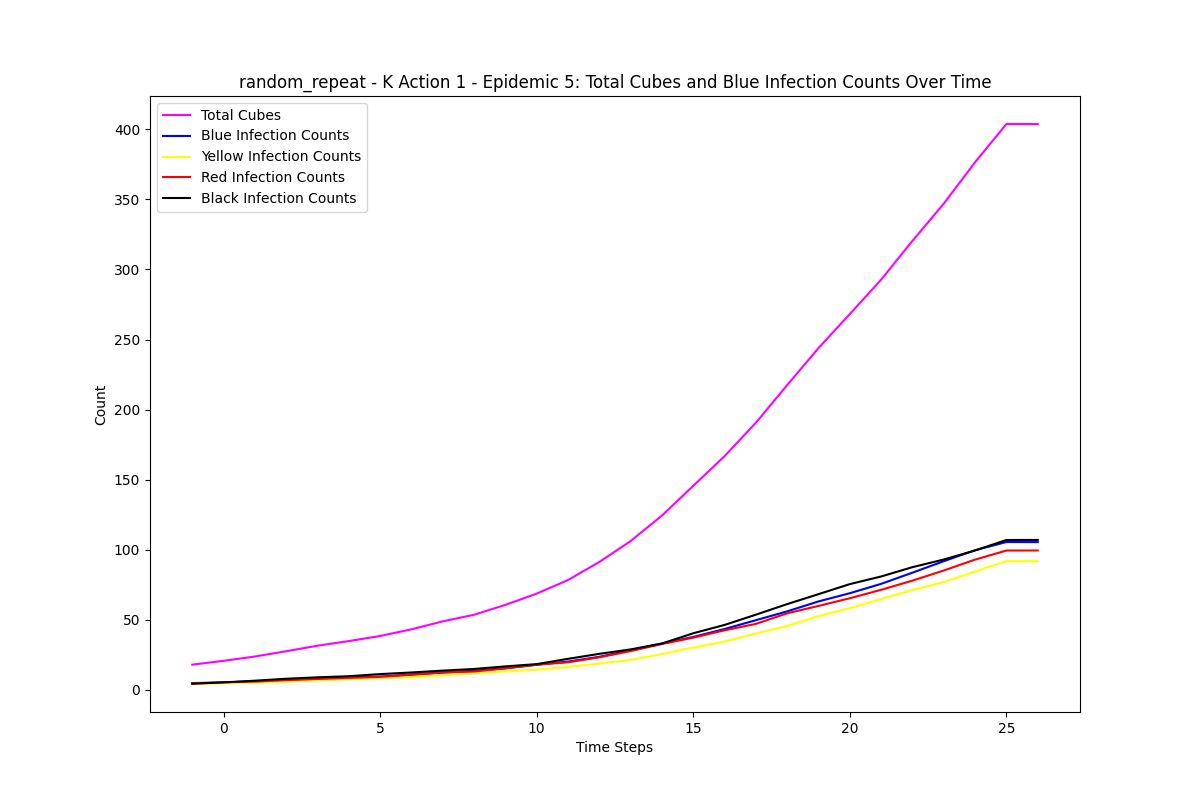 random_repeat - K Action 1 - Epidemic 5: Total Cubes and Blue Infection Counts Over Time
Total Cubes
Blue Infection Counts
Yellow Infection Counts
Red Infection Counts
Black Infection Counts
400
350
300
250
200
150
100
50
0
Count
0 5 10 15 20 25
Time Steps